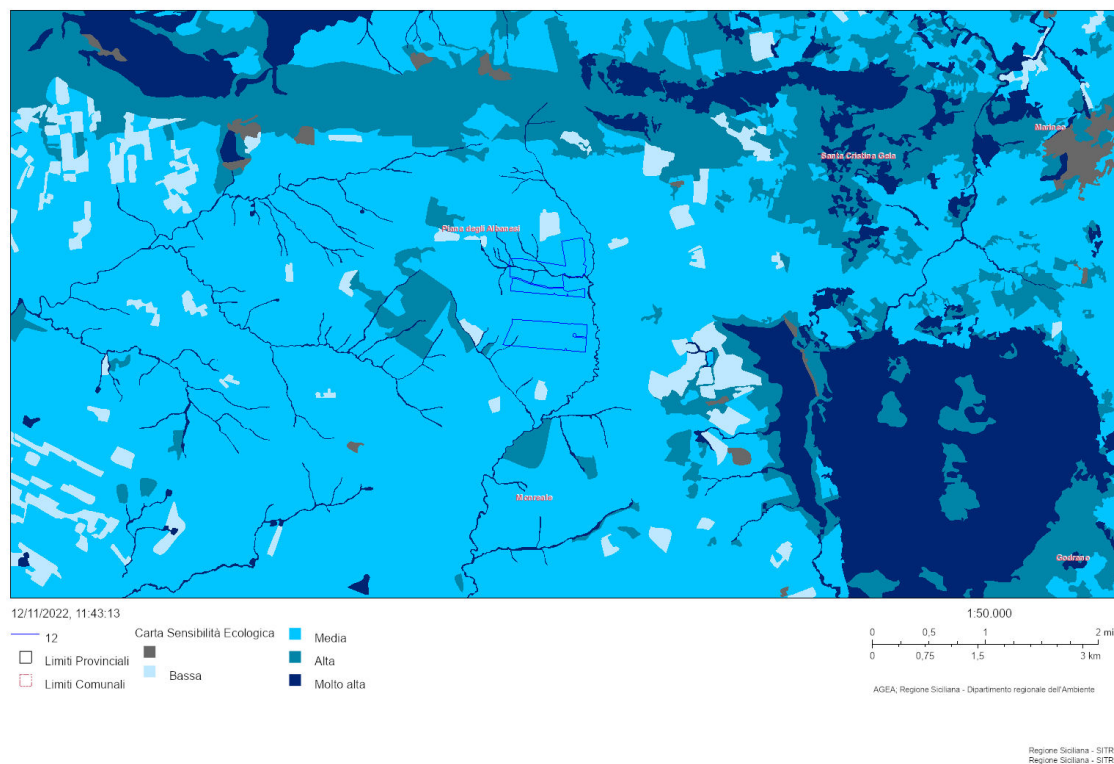 Marineo
Santa Cristina Gela
Piana degli Albanesi
Monreale
Godrano
12/11/2022, 11:43:13
1:50.000
12
Limiti Provinciali
Limiti Comunali
Carta Sensibilità Ecologica
Bassa
Media
Alta
Molto alta
0 0,5 1 2 mi
0 0,75 1,5 3 km
AGEA; Regione Siciliana - Dipartimento regionale dell'Ambiente
Regione Siciliana - SITR
Regione Siciliana - SITR